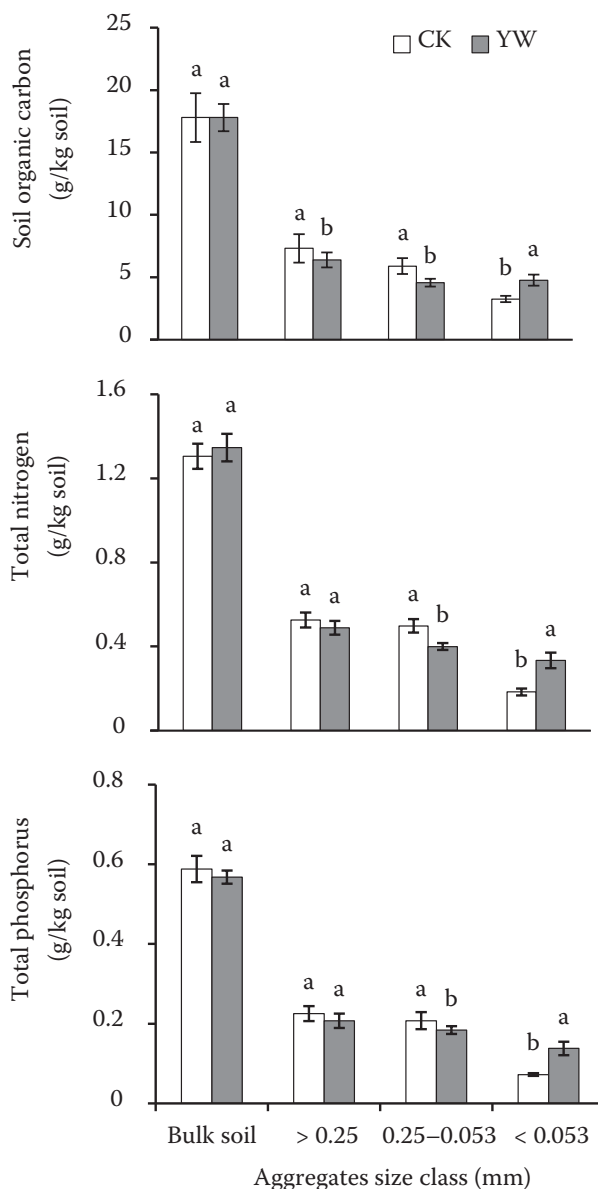 Soil organic carbon
(g/kg soil)
25
20
15
10
5
0
CK YW
a a
a b
a b
b a
Total nitrogen
(g/kg soil)
1.6
1.2
0.8
0.4
0
a a
a a
a b
b a
Total phosphorus
(g/kg soil)
0.8
0.6
0.4
0.2
0
a a
a a
a b
b a
Bulk soil > 0.25 0.25–0.053 < 0.053
Aggregates size class (mm)